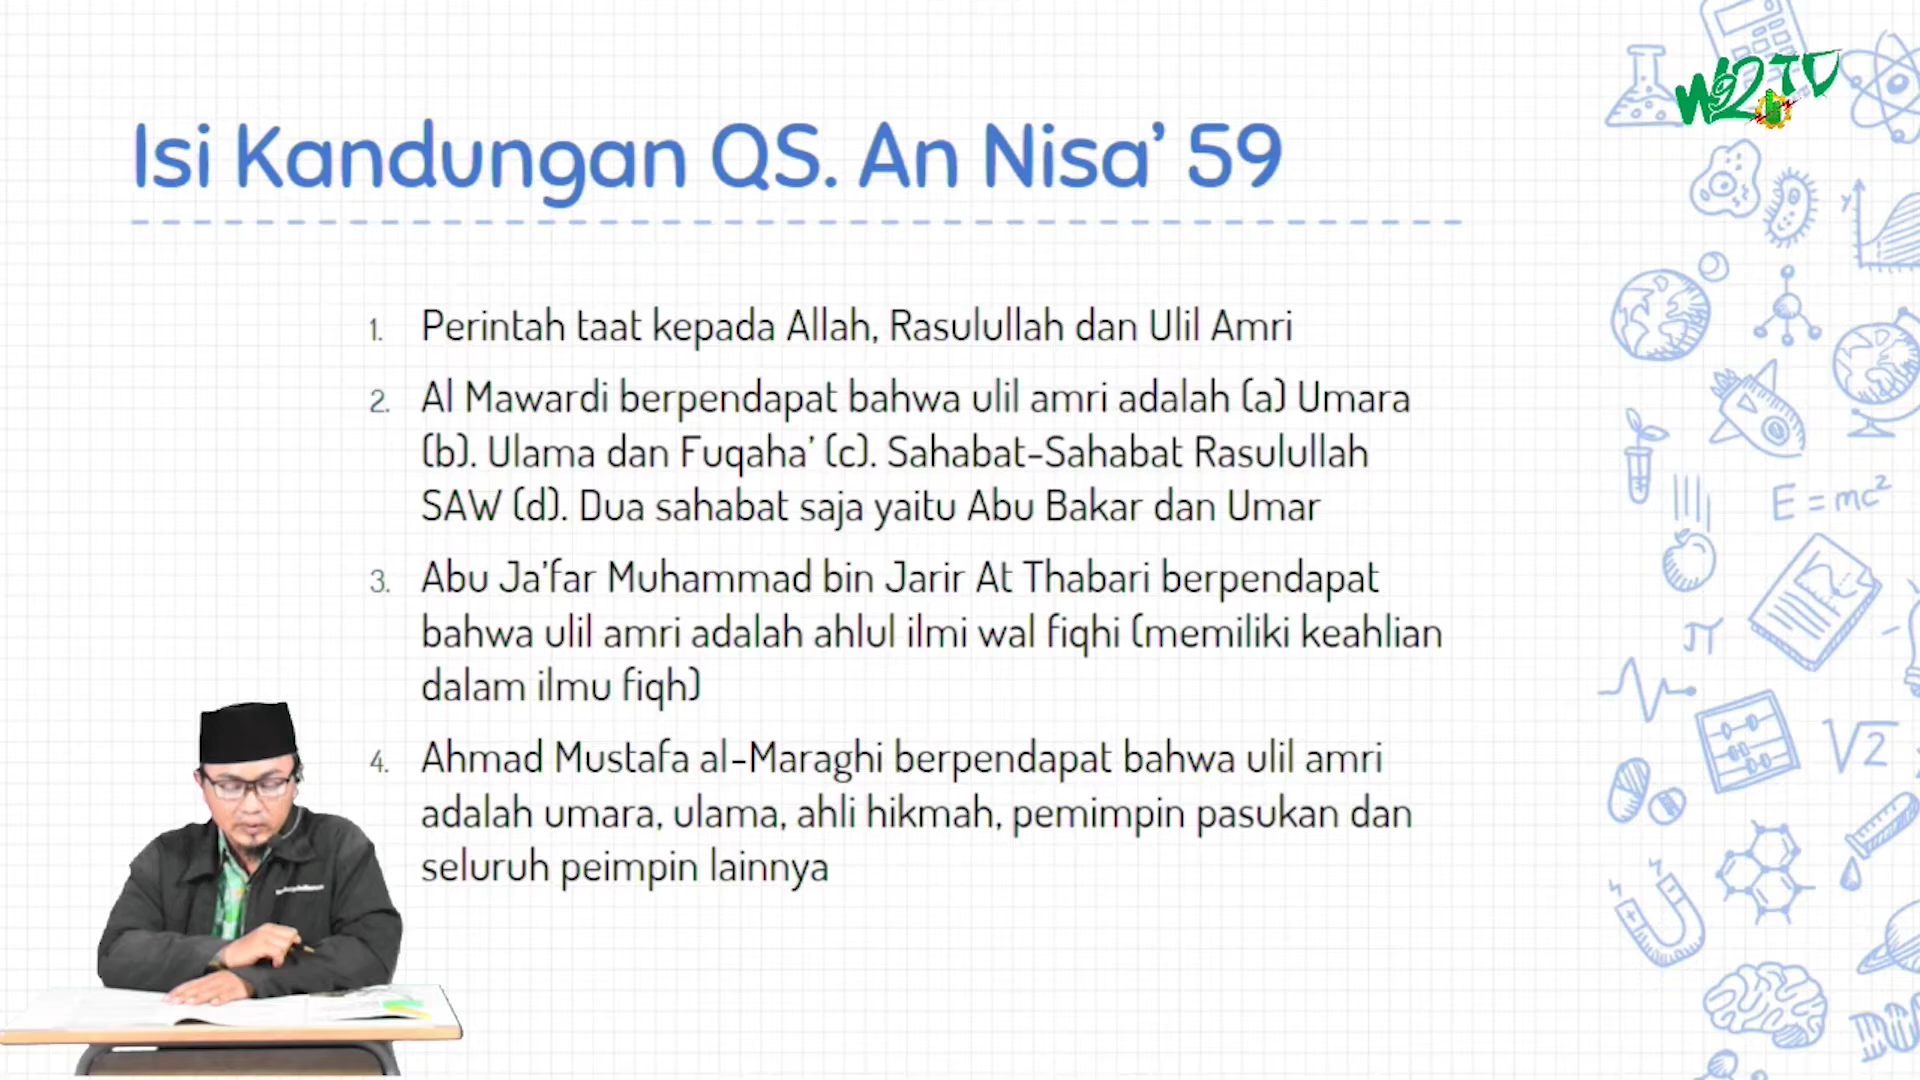 W92TV
Isi Kandungan QS. An Nisa’ 59
1. Perintah taat kepada Allah, Rasulullah dan Ulil Amri
2. Al Mawardi berpendapat bahwa ulil amri adalah (a) Umara
(b). Ulama dan Fuqaha’ (c). Sahabat-Sahabat Rasulullah
SAW (d). Dua sahabat saja yaitu Abu Bakar dan Umar
3. Abu Ja’far Muhammad bin Jarir At Thabari berpendapat
bahwa ulil amri adalah ahlul ilmi wal fiqhi (memiliki keahlian
dalam ilmu fiqh)
4. Ahmad Mustafa al-Maraghi berpendapat bahwa ulil amri
adalah umara, ulama, ahli hikmah, pemimpin pasukan dan
seluruh peimpin lainnya
y
E = mc²
π
√2